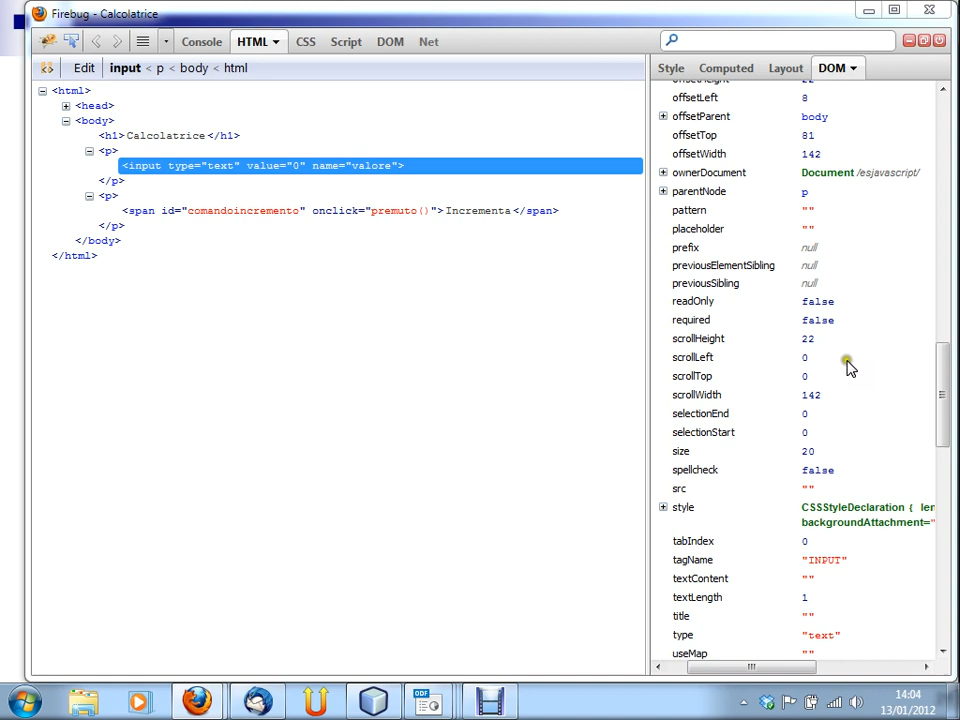 Firebug - Calcolatrice
Console HTML CSS Script DOM Net
Edit input < p < body < html
Style Computed Layout DOM
<html>
<head>
<body>
<h1>Calcolatrice</h1>
<p>
<input type="text" value="0" name="valore">
</p>
<p>
<span id="comandoincremento" onclick="premuto()">Incrementa</span>
</p>
</body>
</html>
offsetHeight 22
offsetLeft 8
offsetParent body
offsetTop 81
offsetWidth 142
ownerDocument Document /esjavascript/
parentNode p
pattern ""
placeholder ""
prefix null
previousElementSibling null
previousSibling null
readOnly false
required false
scrollHeight 22
scrollLeft 0
scrollTop 0
scrollWidth 142
selectionEnd 0
selectionStart 0
size 20
spellcheck false
src ""
style CSSStyleDeclaration { len
backgroundAttachment="
tabIndex 0
tagName "INPUT"
textContent ""
textLength 1
title ""
type "text"
useMap ""
ODF
14:04
13/01/2012